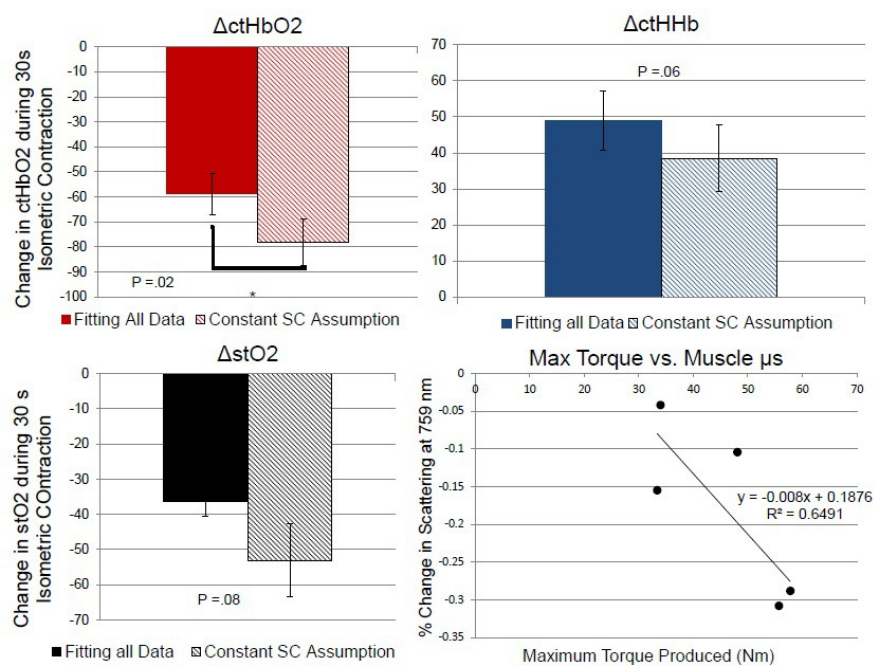 ΔctHbO2
Change in ctHbO2 during 30s
Isometric Contraction
0
-10
-20
-30
-40
-50
-60
-70
-80
-90
-100
P =.02
*
Fitting All Data Constant SC Assumption
ΔctHHb
70
60
50
40
30
20
10
0
P =.06
Fitting all Data Constant SC Assumption
ΔstO2
Change in stO2 during 30 s
Isometric COntraction
0
-10
-20
-30
-40
-50
-60
-70
P =.08
Fitting all Data Constant SC Assumption
Max Torque vs. Muscle µs
% Change in Scattering at 759 nm
0 10 20 30 40 50 60 70
0
-0.05
-0.1
-0.15
-0.2
-0.25
-0.3
-0.35
y = -0.008x + 0.1876
R² = 0.6491
Maximum Torque Produced (Nm)